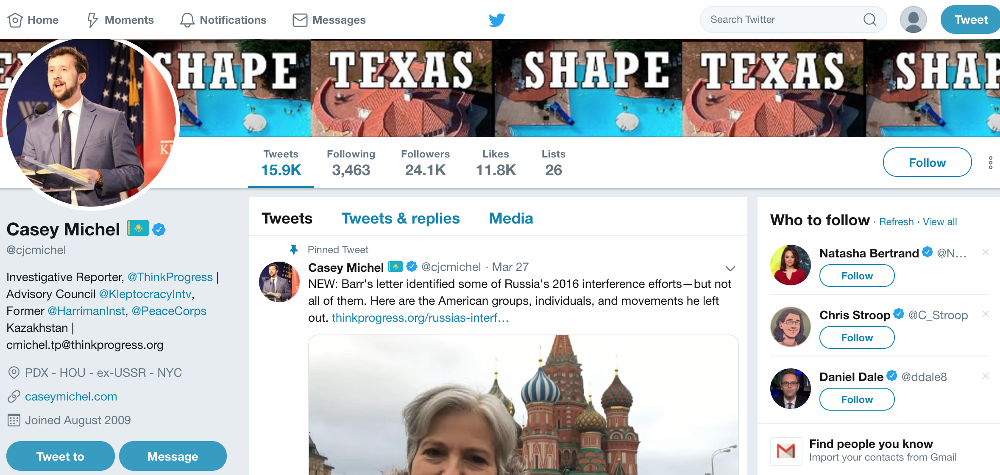 Home
Moments
Notifications
Messages
Search Twitter
Tweet
SHAPE
TEXAS
SHAPE
TEXAS
SHAP
Tweets
15.9K
Following
3,463
Followers
24.1K
Likes
11.8K
Lists
26
Follow
Casey Michel
@cjcmichel
Investigative Reporter, @ThinkProgress |
Advisory Council @KleptocracyIntv,
Former @HarrimanInst, @PeaceCorps
Kazakhstan |
cmichel.tp@thinkprogress.org
PDX - HOU - ex-USSR - NYC
caseymichel.com
Joined August 2009
Tweet to
Message
Tweets
Tweets & replies
Media
Pinned Tweet
Casey Michel @cjcmichel · Mar 27
NEW: Barr's letter identified some of Russia's 2016 interference efforts—but not
all of them. Here are the American groups, individuals, and movements he left
out. thinkprogress.org/russias-interf…
Who to follow · Refresh · View all
Natasha Bertrand @N…
Follow
Chris Stroop @C_Stroop
Follow
Daniel Dale @ddale8
Follow
Find people you know
Import your contacts from Gmail